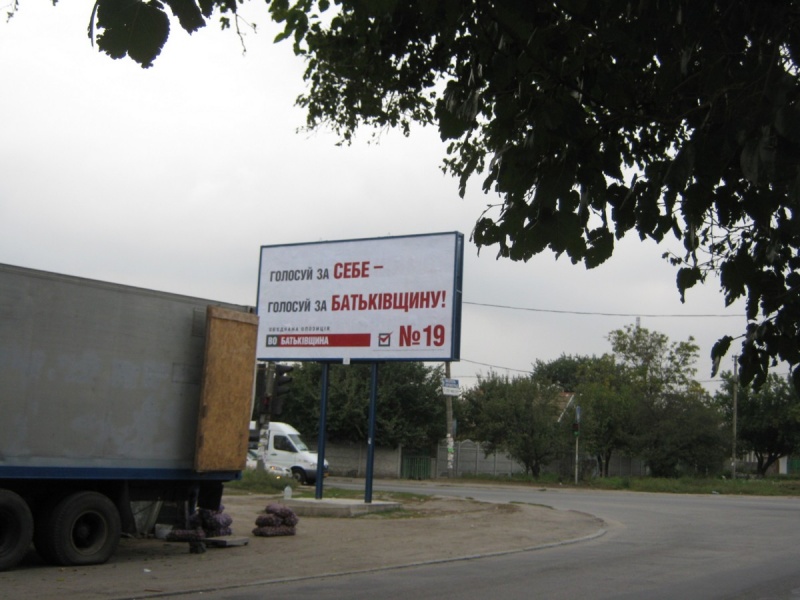 ГОЛОСУЙ ЗА СЕБЕ –
ГОЛОСУЙ ЗА БАТЬКІВЩИНУ!
ОБ'ЄДНАНА ОПОЗИЦІЯ
ВО БАТЬКІВЩИНА
№19